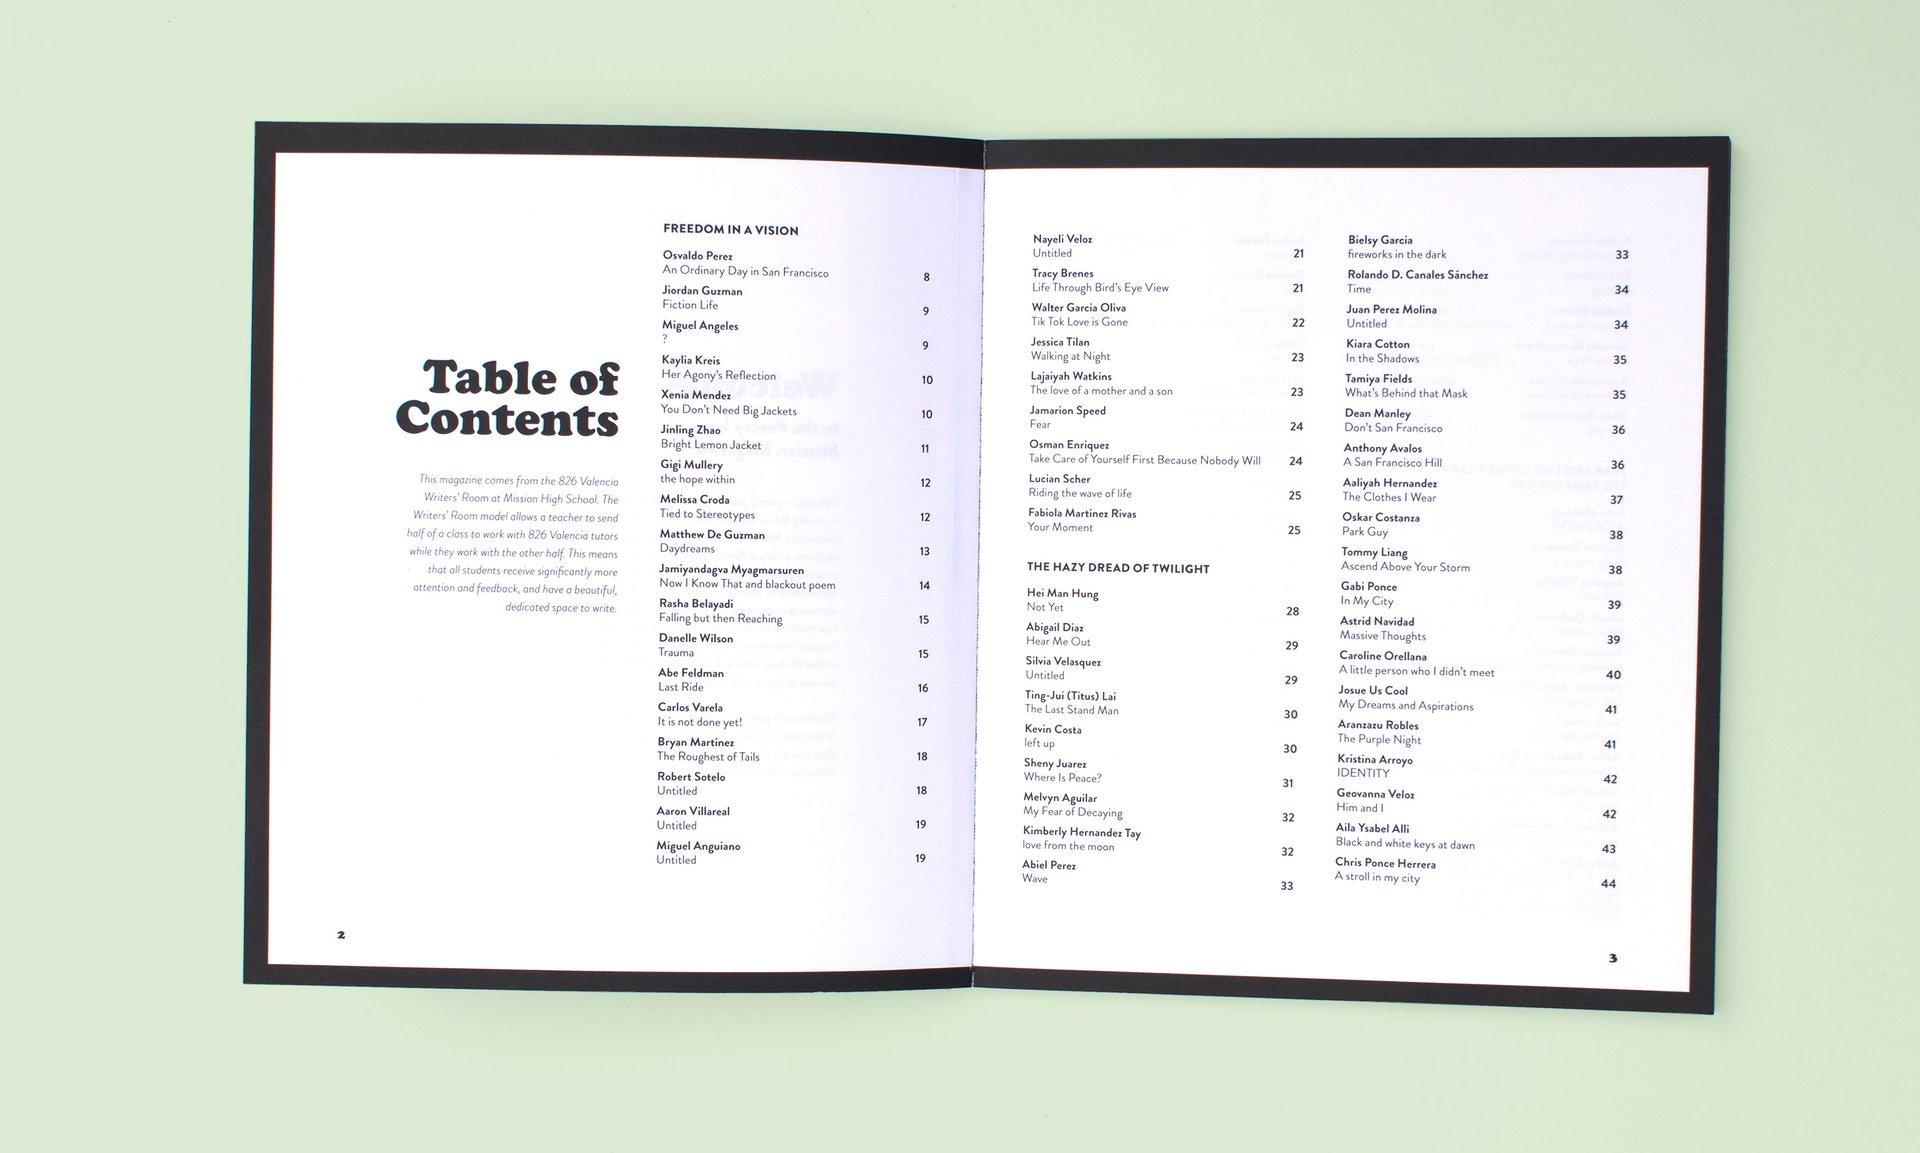 Table of
Contents
This magazine comes from the 826 Valencia
Writers' Room at Mission High School. The
Writers' Room model allows a teacher to send
half of a class to work with 826 Valencia tutors
while they work with the other half. This means
that all students receive significantly more
attention and feedback, and have a beautiful,
dedicated space to write.
FREEDOM IN A VISION
Osvaldo Perez
An Ordinary Day in San Francisco 8
Jiordan Guzman
Fiction Life 9
Miguel Angeles
? 9
Kaylia Kreis
Her Agony's Reflection 10
Xenia Mendez
You Don't Need Big Jackets 10
Jinling Zhao
Bright Lemon Jacket 11
Gigi Mullery
the hope within 12
Melissa Croda
Tied to Stereotypes 12
Matthew De Guzman
Daydreams 13
Jamiyandagva Myagmarsuren
Now I Know That and blackout poem 14
Rasha Belayadi
Falling but then Reaching 15
Danelle Wilson
Trauma 15
Abe Feldman
Last Ride 16
Carlos Varela
It is not done yet! 17
Bryan Martínez
The Roughest of Tails 18
Robert Sotelo
Untitled 18
Aaron Villareal
Untitled 19
Miguel Anguiano
Untitled 19
2
Nayeli Veloz
Untitled 21
Tracy Brenes
Life Through Bird's Eye View 21
Walter Garcia Oliva
Tik Tok Love is Gone 22
Jessica Tilan
Walking at Night 23
Lajaiyah Watkins
The love of a mother and a son 23
Jamarion Speed
Fear 24
Osman Enriquez
Take Care of Yourself First Because Nobody Will 24
Lucian Scher
Riding the wave of life 25
Fabiola Martínez Rivas
Your Moment 25
THE HAZY DREAD OF TWILIGHT
Hei Man Hung
Not Yet 28
Abigail Diaz
Hear Me Out 29
Silvia Velasquez
Untitled 29
Ting-Jui (Titus) Lai
The Last Stand Man 30
Kevin Costa
left up 30
Sheny Juarez
Where Is Peace? 31
Melvyn Aguilar
My Fear of Decaying 32
Kimberly Hernandez Tay
love from the moon 32
Abiel Perez
Wave 33
Bielsy Garcia
fireworks in the dark 33
Rolando D. Canales Sánchez
Time 34
Juan Perez Molina
Untitled 34
Kiara Cotton
In the Shadows 35
Tamiya Fields
What's Behind that Mask 35
Dean Manley
Don't San Francisco 36
Anthony Avalos
A San Francisco Hill 36
Aaliyah Hernandez
The Clothes I Wear 37
Oskar Costanza
Park Guy 38
Tommy Liang
Ascend Above Your Storm 38
Gabi Ponce
In My City 39
Astrid Navidad
Massive Thoughts 39
Caroline Orellana
A little person who I didn't meet 40
Josue Us Cool
My Dreams and Aspirations 41
Aranzazu Robles
The Purple Night 41
Kristina Arroyo
IDENTITY 42
Geovanna Veloz
Him and I 42
Aila Ysabel Alli
Black and white keys at dawn 43
Chris Ponce Herrera
A stroll in my city 44
3